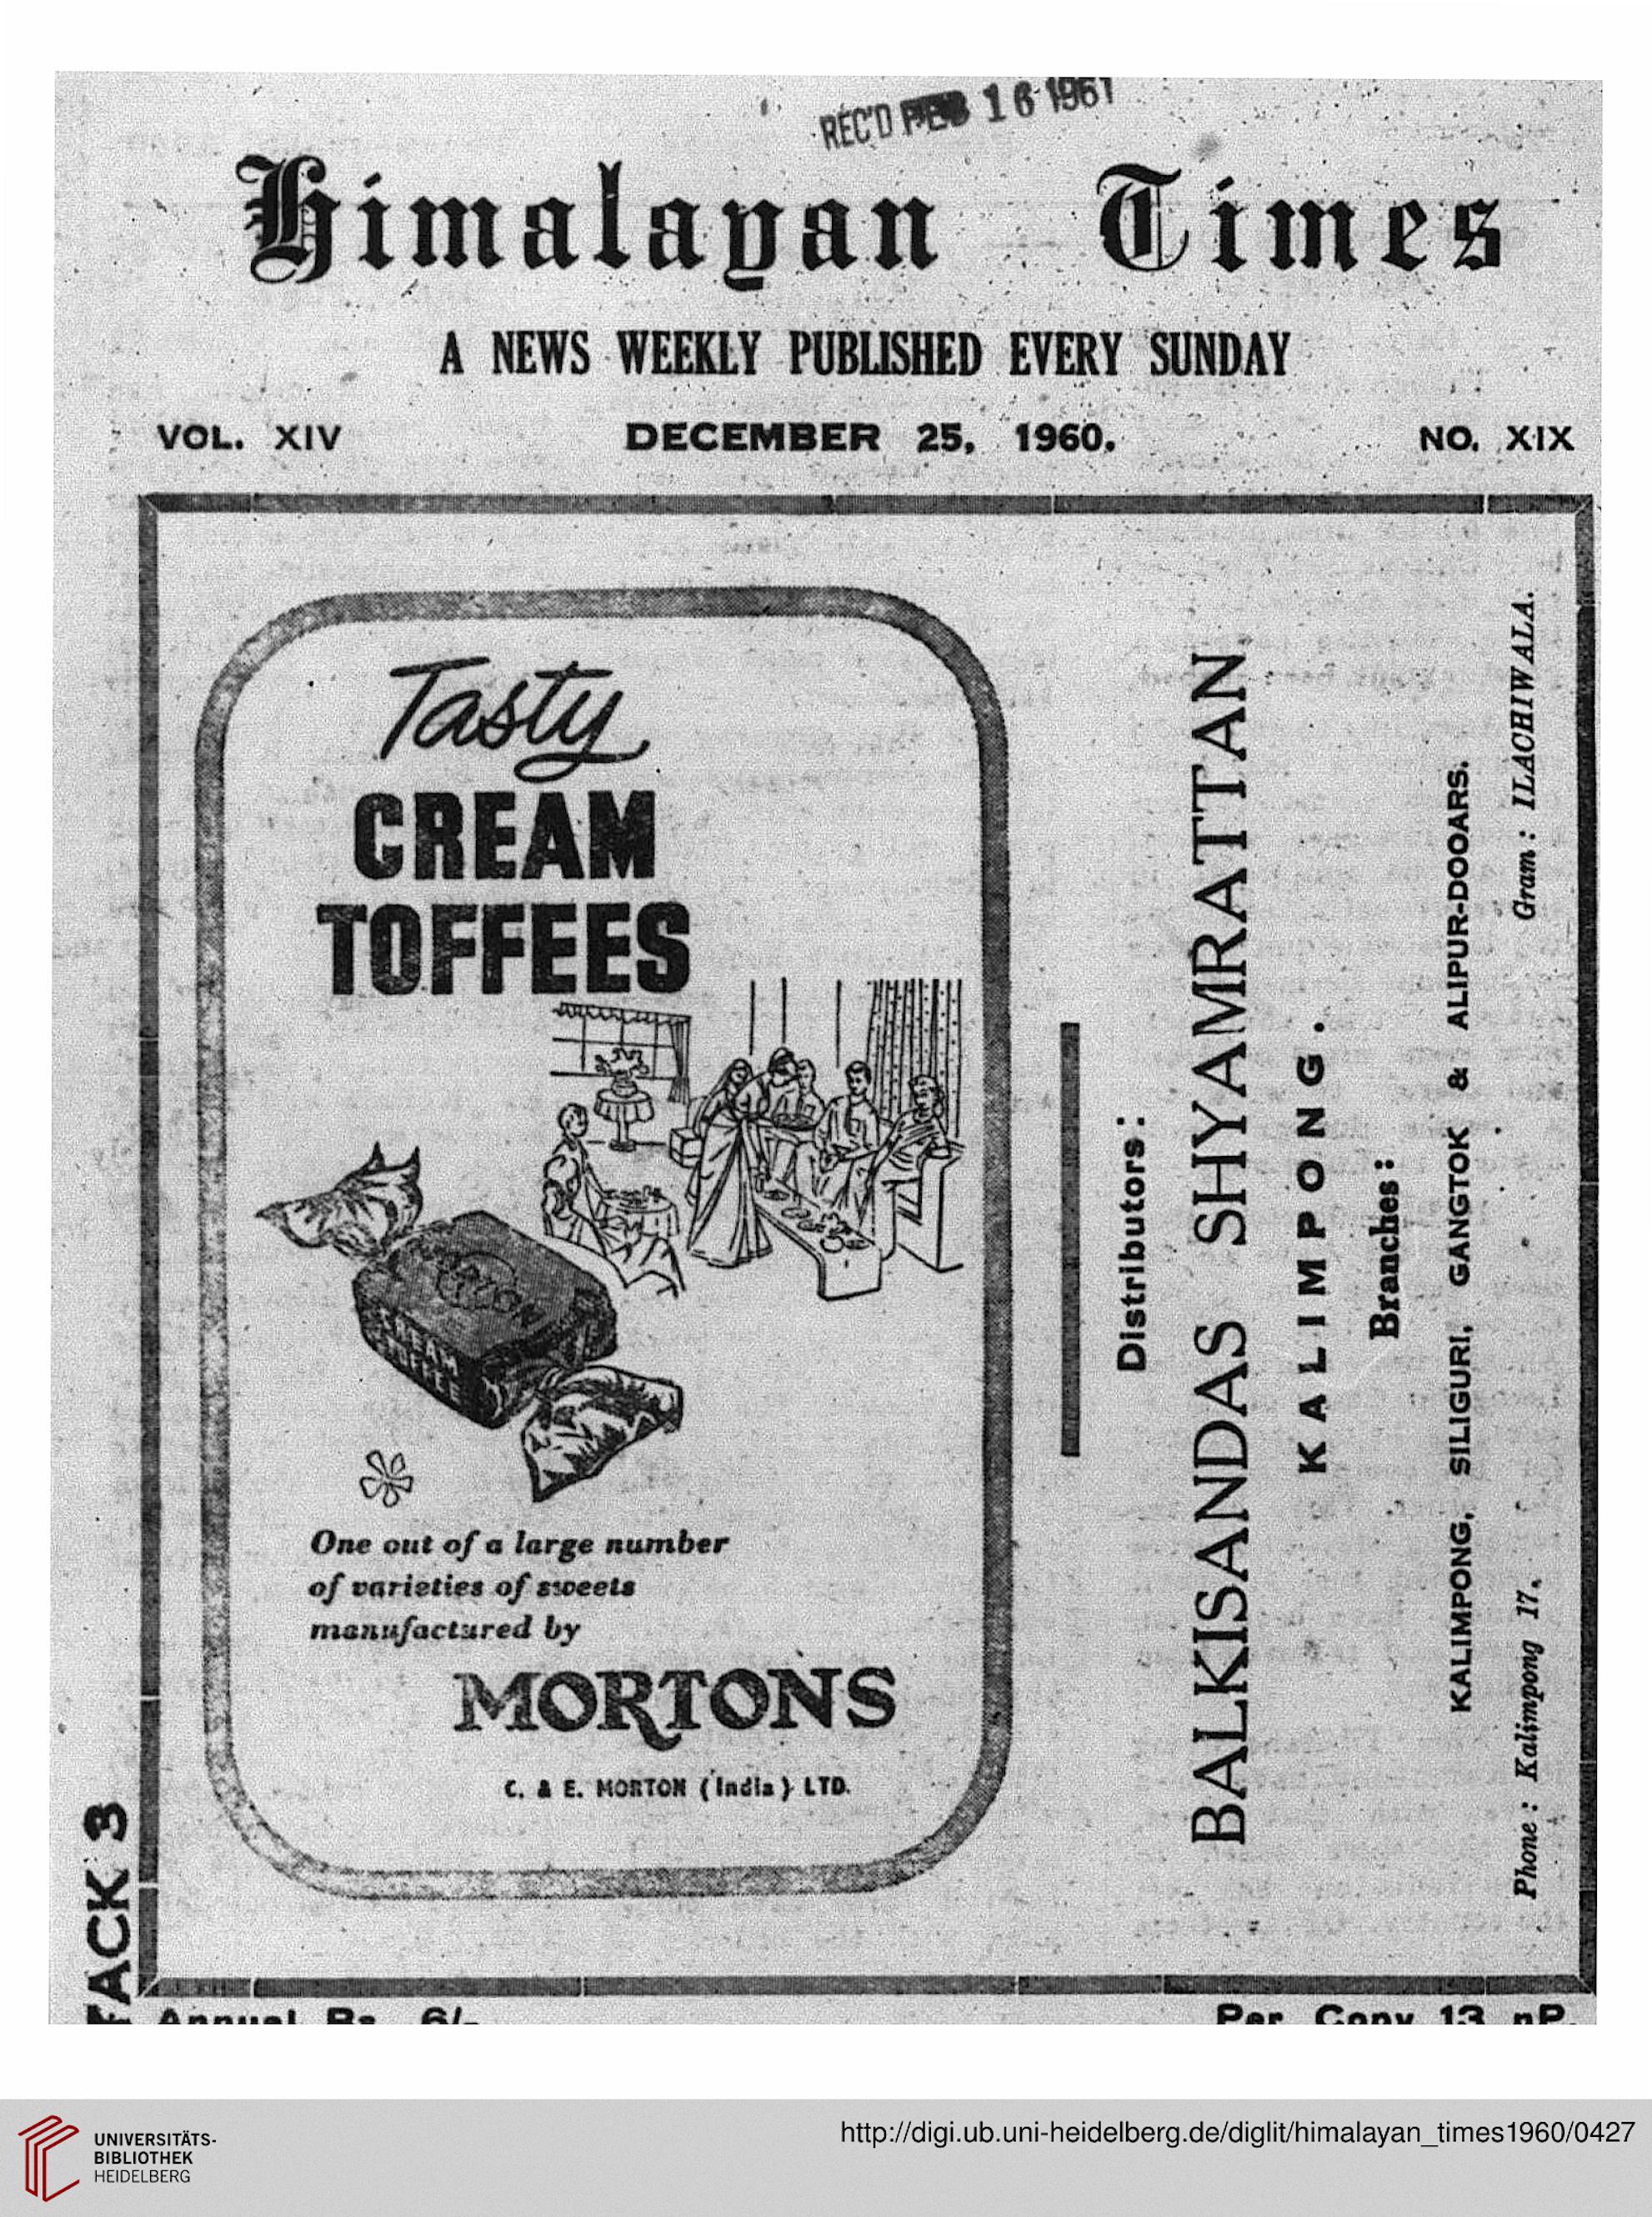 REC'D FEB 16 1961
Himalayan Times
A NEWS WEEKLY PUBLISHED EVERY SUNDAY
VOL. XIV DECEMBER 25, 1960. NO. XIX
Tasty
CREAM
TOFFEES
CREAM
TOFFEE
One out of a large number
of varieties of sweets
manufactured by
MORTONS
C. & E. MORTON (India) LTD.
Distributors:
BALKISANDAS SHYAMRATTAN
KALIMPONG.
Branches:
KALIMPONG, SILIGURI, GANGTOK & ALIPUR-DOOARS.
Phone: Kalimpong 17. Gram.: ILACHIWALA.
ACK 3
Annual Rs. 6/- Per Copy 13 nP.
UNIVERSITÄTS-
BIBLIOTHEK
HEIDELBERG
http://digi.ub.uni-heidelberg.de/diglit/himalayan_times1960/0427